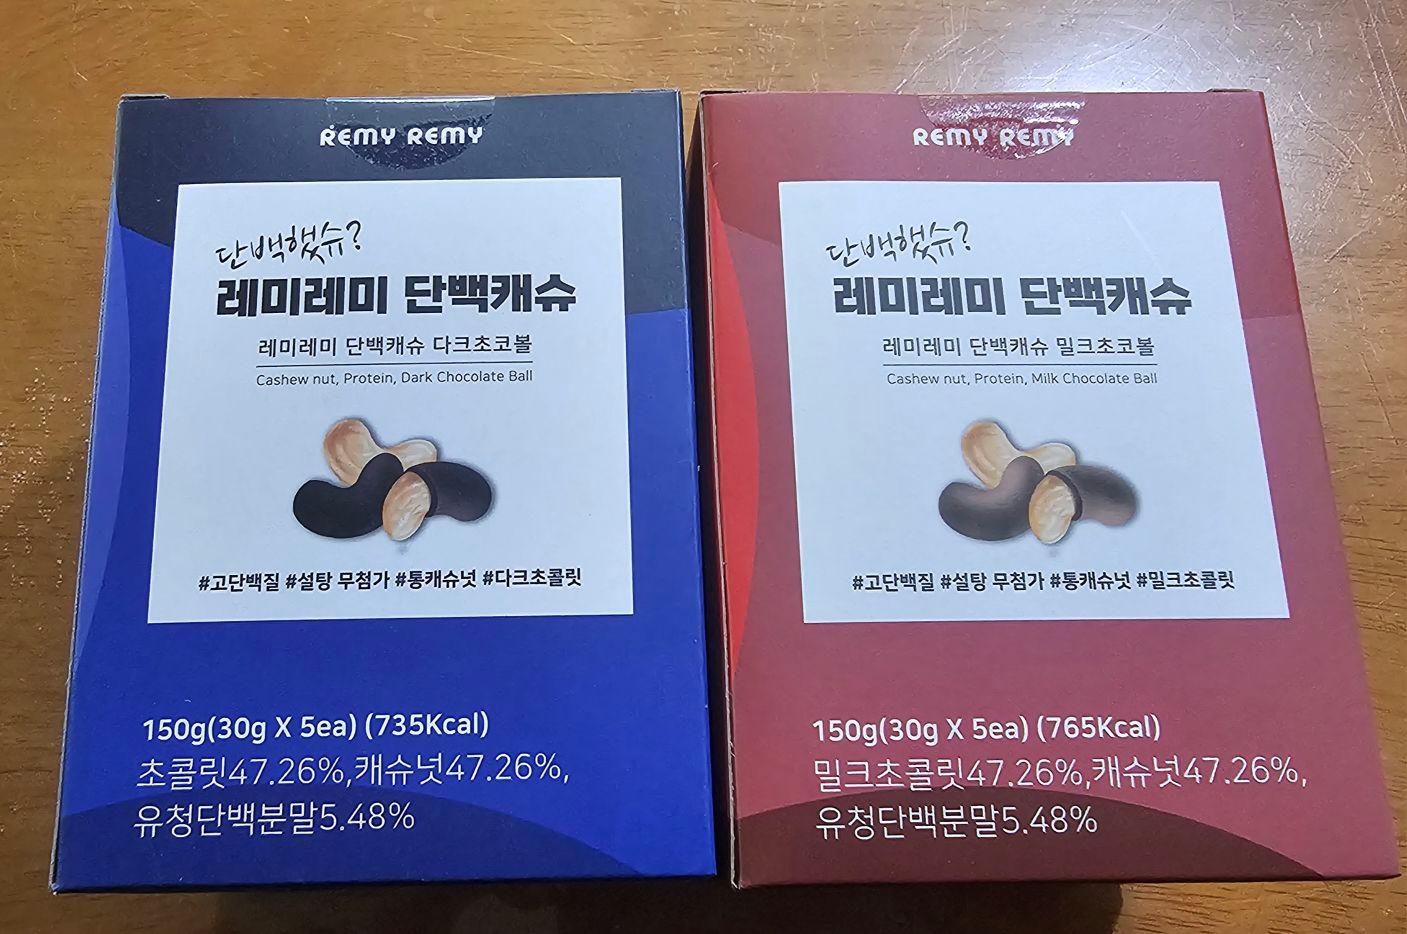 REMY REMY
단백했슈?
레미레미 단백캐슈
레미레미 단백캐슈 다크초코볼
Cashew nut, Protein, Dark Chocolate Ball
#고단백질 #설탕 무첨가 #통캐슈넛 #다크초콜릿
150g(30g X 5ea) (735Kcal)
초콜릿47.26%,캐슈넛47.26%,
유청단백분말5.48%
REMY REMY
단백했슈?
레미레미 단백캐슈
레미레미 단백캐슈 밀크초코볼
Cashew nut, Protein, Milk Chocolate Ball
#고단백질 #설탕 무첨가 #통캐슈넛 #밀크초콜릿
150g(30g X 5ea) (765Kcal)
밀크초콜릿47.26%,캐슈넛47.26%,
유청단백분말5.48%